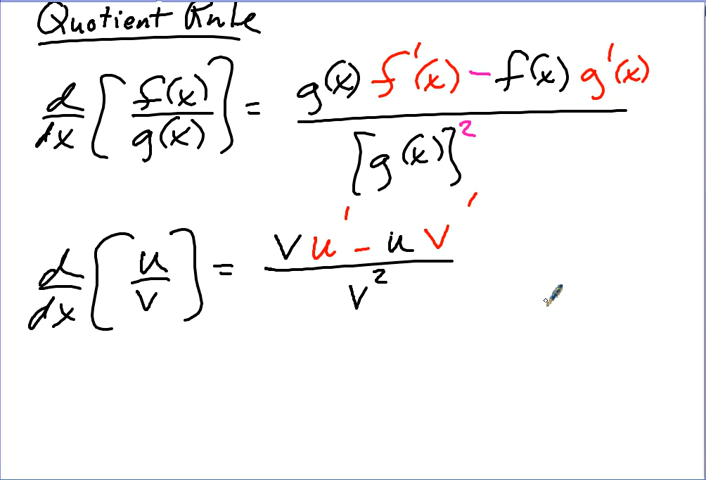 Quotient Rule
d/dx [f(x)/g(x)] = g(x) f'(x) - f(x) g'(x) / [g(x)]²
d/dx [u/v] = v u' - u v' / v²